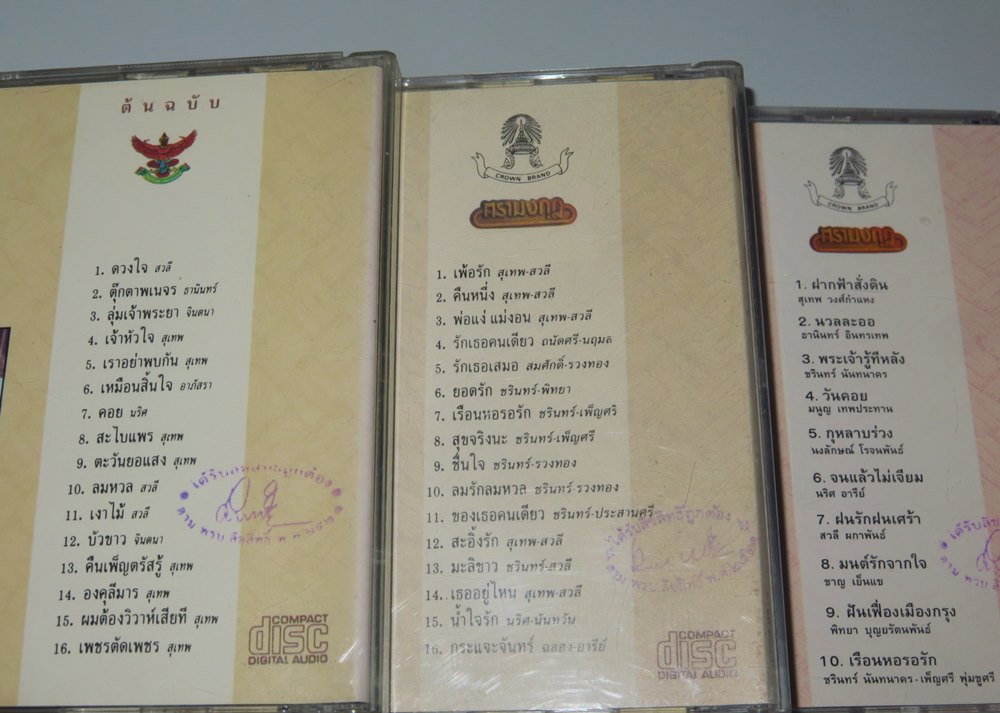 ต้นฉบับ
1. ดวงใจ สวลี
2. ตุ๊กตาพเนจร ธานินทร์
3. ลุ่มเจ้าพระยา จินตนา
4. เจ้าหัวใจ สุเทพ
5. เราอย่าพบกัน สุเทพ
6. เหมือนสิ้นใจ อาภัสรา
7. คอย นริศ
8. สะไบแพร สุเทพ
9. ตะวันยอแสง สุเทพ
10. ลมหวล สวลี
11. เงาไม้ สวลี
12. บัวขาว จินตนา
13. คืนเพ็ญตรัสรู้ สุเทพ
14. องคุลีมาร สุเทพ
15. ผมต้องวิวาห์เสียที สุเทพ
16. เพชรตัดเพชร สุเทพ
COMPACT
disc
DIGITAL AUDIO
CROWN BRAND
ตรามงกุฎ
1. เพ้อรัก สุเทพ-สวลี
2. คืนหนึ่ง สุเทพ-สวลี
3. พ่อแง่ แม่งอน สุเทพ-สวลี
4. รักเธอคนเดียว ถนัดศรี-นฤมล
5. รักเธอเสมอ สมศักดิ์-รวงทอง
6. ยอดรัก ชรินทร์-พิทยา
7. เรือนหอรอรัก ชรินทร์-เพ็ญศรี
8. สุขจริงนะ ชรินทร์-เพ็ญศรี
9. ชื่นใจ ชรินทร์-รวงทอง
10. ลมรักลมหวล ชรินทร์-รวงทอง
11. ของเธอคนเดียว ชรินทร์-ประสานศรี
12. สะอิ้งรัก สุเทพ-สวลี
13. มะลิขาว ชรินทร์-สวลี
14. เธออยู่ไหน สุเทพ-สวลี
15. น้ำใจรัก นริศ-นันทวัน
16. กระแจะจันทร์ ฉลอง-อารีย์
ได้รับลิขสิทธิ์ถูกต้อง
COMPACT
disc
DIGITAL AUDIO
CROWN BRAND
ตรามงกุฎ
1. ฝากฟ้าสั่งดิน
สุเทพ วงศ์กำแหง
2. นวลละออ
ธานินทร์ อินทรเทพ
3. พระเจ้ารู้ทีหลัง
ชรินทร์ นันทนาคร
4. วันคอย
มนูญ เทพประทาน
5. กุหลาบร่วง
นงลักษณ์ โรจนพันธ์
6. จนแล้วไม่เจียม
นริศ อารีย์
7. ฝนรักฝนเศร้า
สวลี ผกาพันธ์
8. มนต์รักจากใจ
ชาญ เย็นแข
9. ฝันเฟื่องเมืองกรุง
พิทยา บุณยรัตนพันธ์
10. เรือนหอรอรัก
ชรินทร์ นันทนาคร-เพ็ญศรี พุ่มชูศรี